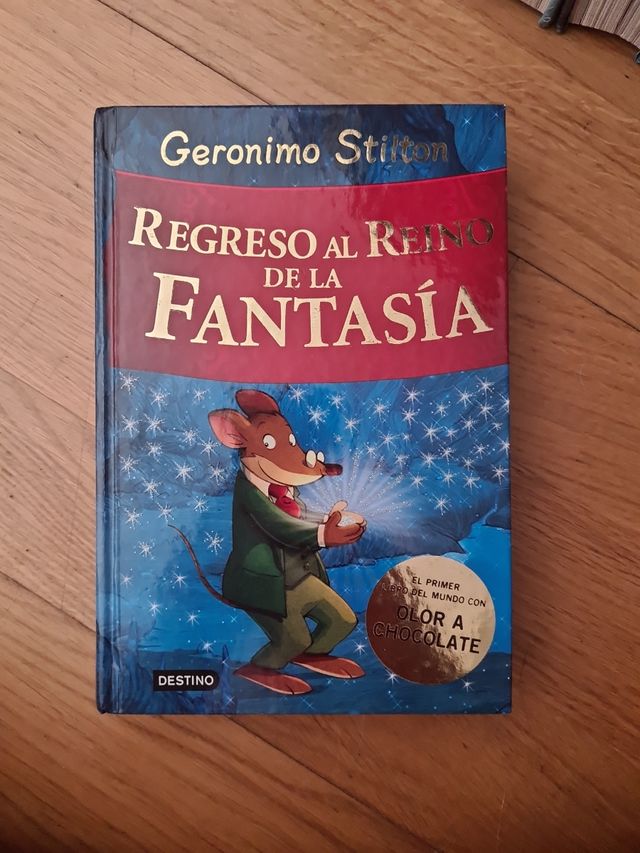 Geronimo Stilton
REGRESO AL REINO
DE LA
FANTASÍA
EL PRIMER
LIBRO DEL MUNDO CON
OLOR A
CHOCOLATE
DESTINO